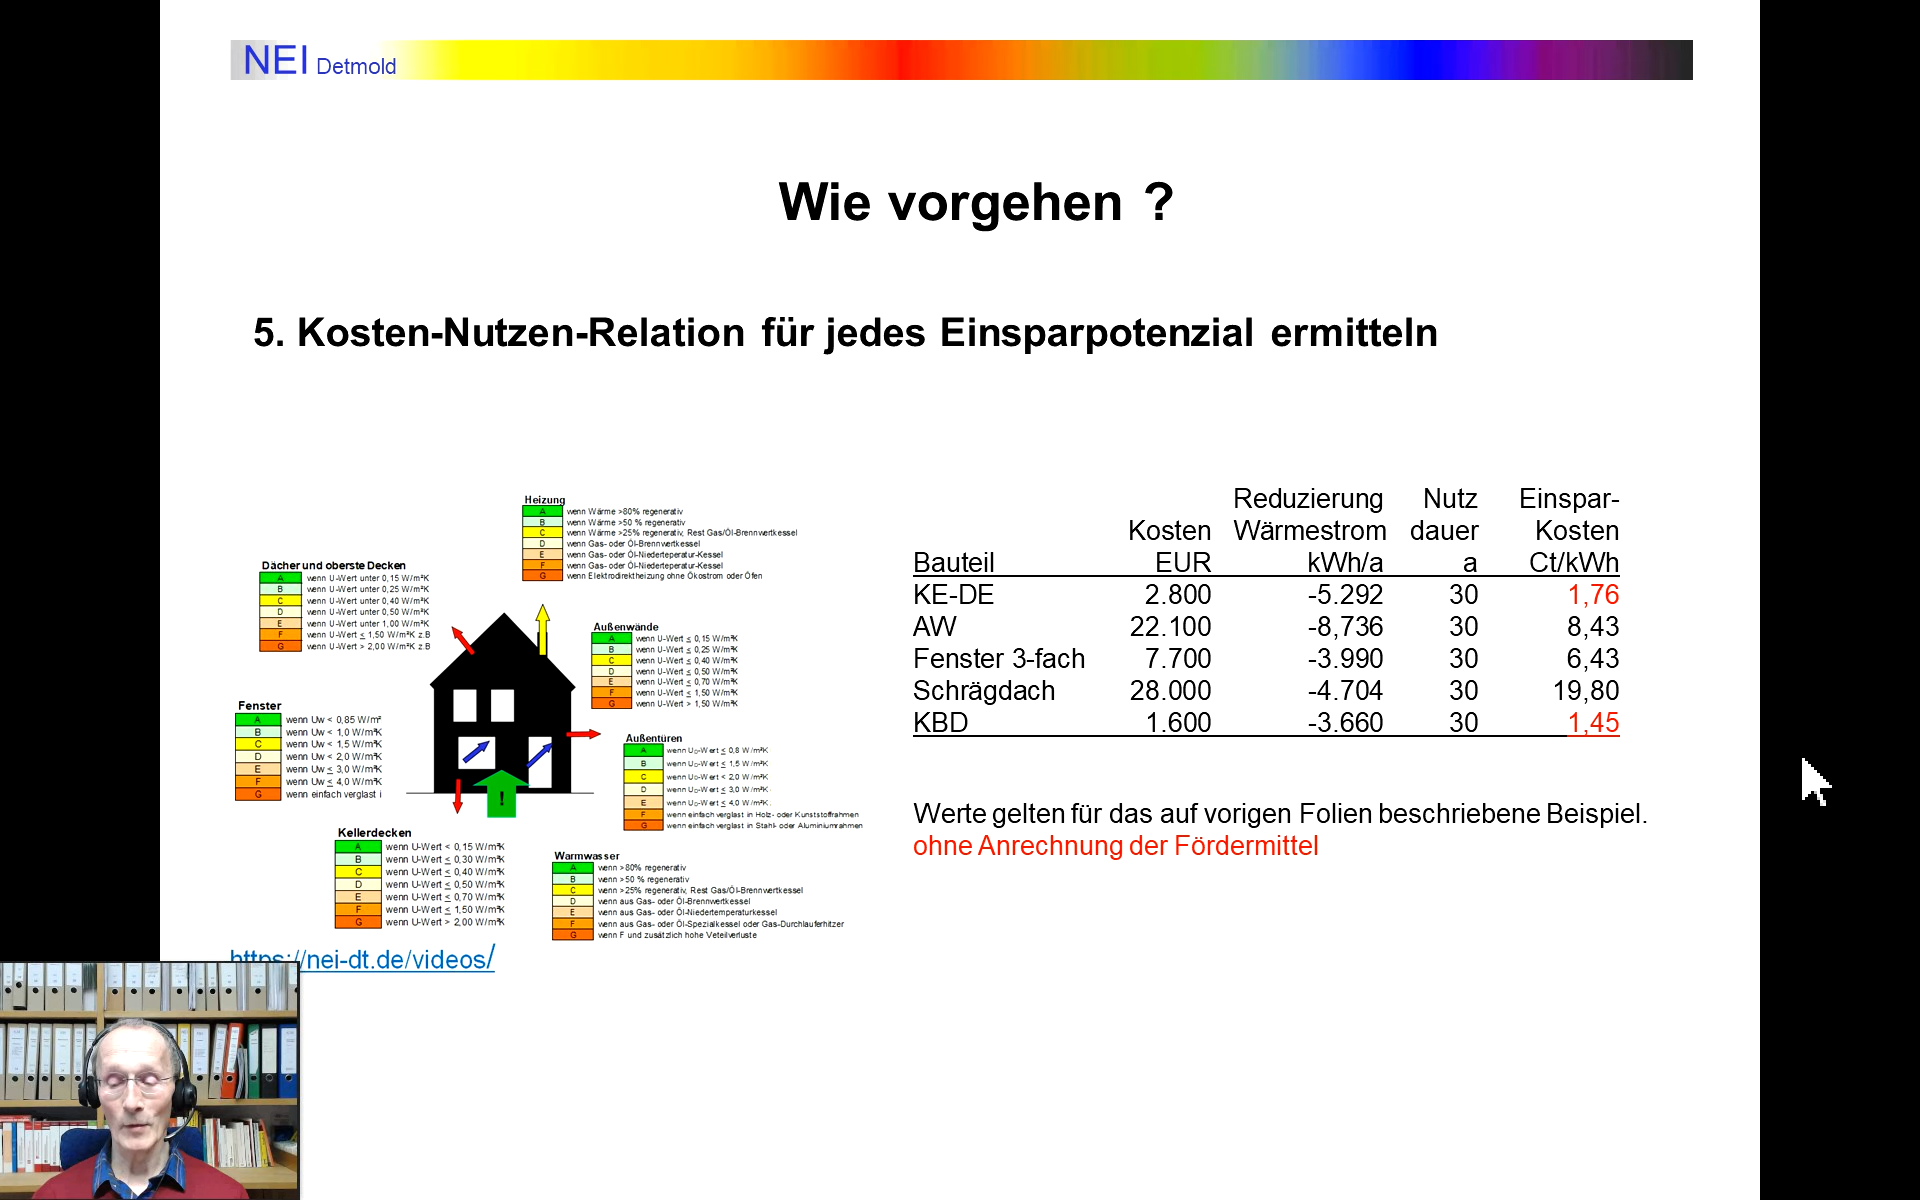 NEI Detmold
Wie vorgehen ?
5. Kosten-Nutzen-Relation für jedes Einsparpotenzial ermitteln
Heizung
A wenn Wärme >80% regenerativ
B wenn Wärme >50 % regenerativ
C wenn Wärme >25% regenerativ, Rest Gas/Öl-Brennwertkessel
D wenn Gas- oder Öl-Brennwertkessel
E wenn Gas- oder Öl-Niederteperatur-Kessel
F wenn Gas- oder Öl-Niederteperatur-Kessel
G wenn Elektrodirektheizung ohne Ökostrom oder Öfen
Dächer und oberste Decken
A wenn U-Wert unter 0,15 W/m²K
B wenn U-Wert unter 0,25 W/m²K
C wenn U-Wert unter 0,40 W/m²K
D wenn U-Wert unter 0,50 W/m²K
E wenn U-Wert unter 1,00 W/m²K
F wenn U-Wert ≤ 1,50 W/m²K z.B
G wenn U-Wert > 2,00 W/m²K z.B
Außenwände
A wenn U-Wert ≤ 0,15 W/m²K
B wenn U-Wert ≤ 0,25 W/m²K
C wenn U-Wert ≤ 0,40 W/m²K
D wenn U-Wert ≤ 0,50 W/m²K
E wenn U-Wert ≤ 0,70 W/m²K
F wenn U-Wert ≤ 1,50 W/m²K
G wenn U-Wert > 1,50 W/m²K
Fenster
A wenn Uw < 0,85 W/m²
B wenn Uw < 1,0 W/m²K
C wenn Uw < 1,5 W/m²K
D wenn Uw < 2,0 W/m²K
E wenn Uw ≤ 3,0 W/m²K
F wenn Uw ≤ 4,0 W/m²K
G wenn einfach verglast i
!
Außentüren
A wenn U_D-Wert ≤ 0,8 W/m²K
B wenn U_D-Wert ≤ 1,5 W/m²K
C wenn U_D-Wert < 2,0 W/m²K
D wenn U_D-Wert ≤ 3,0 W/m²K
E wenn U_D-Wert ≤ 4,0 W/m²K
F wenn einfach verglast in Holz- oder Kunststoffrahmen
G wenn einfach verglast in Stahl- oder Aluminiumrahmen
Kellerdecken
A wenn U-Wert < 0,15 W/m²K
B wenn U-Wert ≤ 0,30 W/m²K
C wenn U-Wert ≤ 0,40 W/m²K
D wenn U-Wert ≤ 0,50 W/m²K
E wenn U-Wert ≤ 0,70 W/m²K
F wenn U-Wert ≤ 1,50 W/m²K
G wenn U-Wert > 2,00 W/m²K
Warmwasser
A wenn >80% regenerativ
B wenn >50 % regenerativ
C wenn >25% regenerativ, Rest Gas/Öl-Brennwertkessel
D wenn aus Gas- oder Öl-Brennwertkessel
E wenn aus Gas- oder Öl-Niedertemperaturkessel
F wenn aus Gas- oder Öl-Spezialkessel oder Gas-Durchlauferhitzer
G wenn F und zusätzlich hohe Veteilverluste
https://nei-dt.de/videos/
Reduzierung Nutz Einspar-
Kosten Wärmestrom dauer Kosten
Bauteil EUR kWh/a a Ct/kWh
KE-DE 2.800 -5.292 30 1,76
AW 22.100 -8,736 30 8,43
Fenster 3-fach 7.700 -3.990 30 6,43
Schrägdach 28.000 -4.704 30 19,80
KBD 1.600 -3.660 30 1,45
Werte gelten für das auf vorigen Folien beschriebene Beispiel.
ohne Anrechnung der Fördermittel